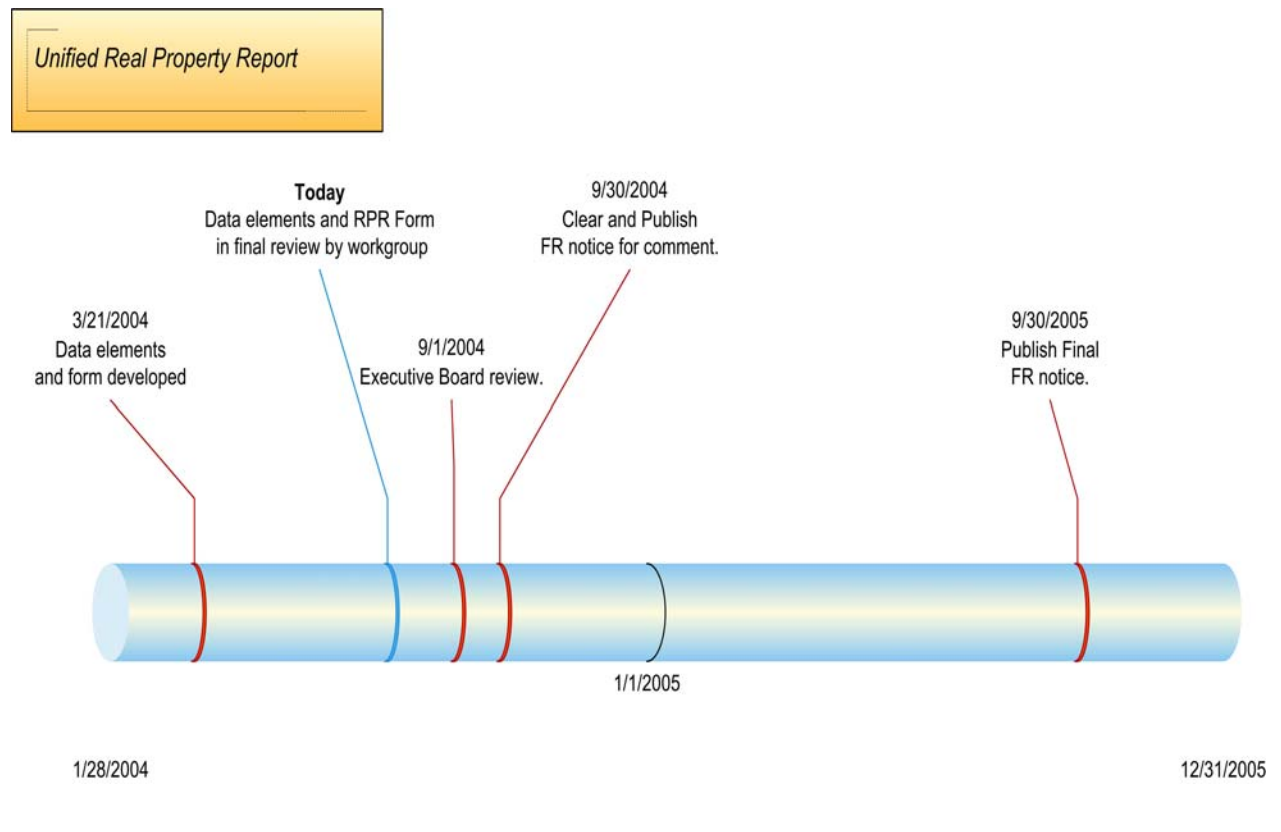 Unified Real Property Report
Today
Data elements and RPR Form
in final review by workgroup
9/30/2004
Clear and Publish
FR notice for comment.
3/21/2004
Data elements
and form developed
9/1/2004
Executive Board review.
9/30/2005
Publish Final
FR notice.
1/1/2005
1/28/2004
12/31/2005